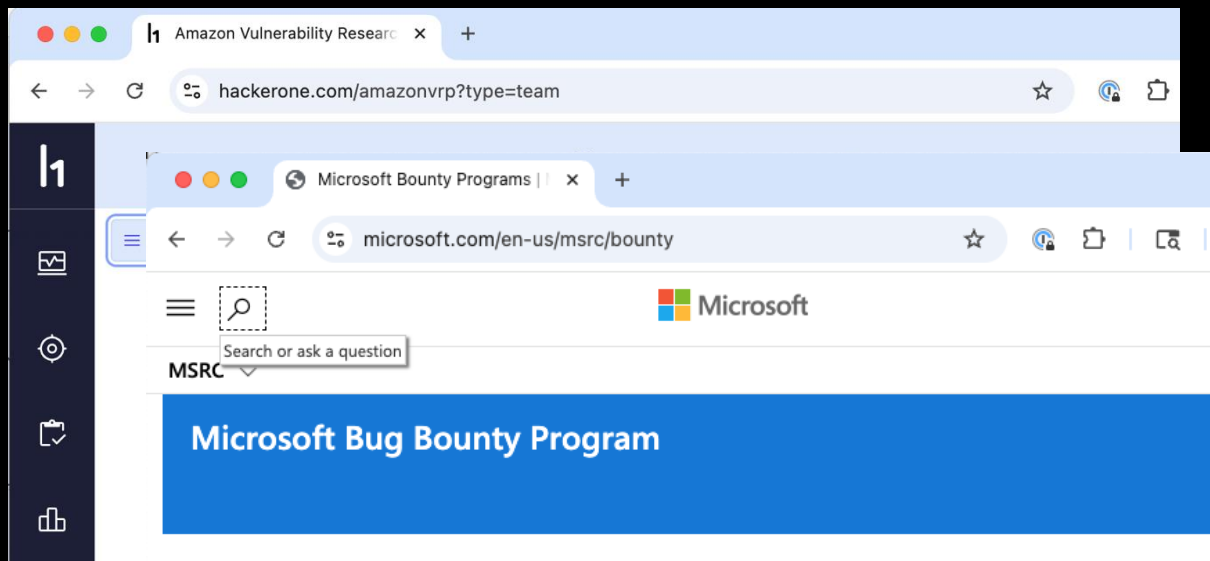 Amazon Vulnerability Researc
hackerone.com/amazonvrp?type=team
h1
Microsoft Bounty Programs |
microsoft.com/en-us/msrc/bounty
Microsoft
Search or ask a question
MSRC
Microsoft Bug Bounty Program